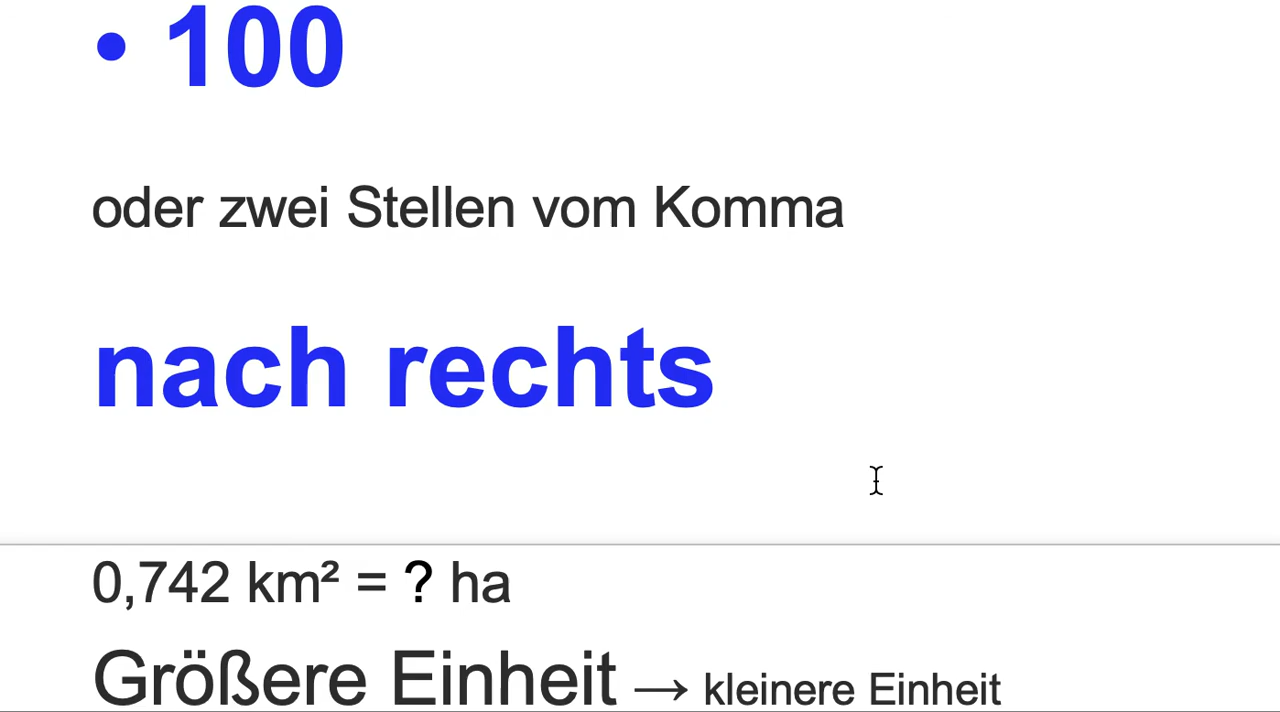 • 100
oder zwei Stellen vom Komma
nach rechts
0,742 km² = ? ha
Größere Einheit → kleinere Einheit